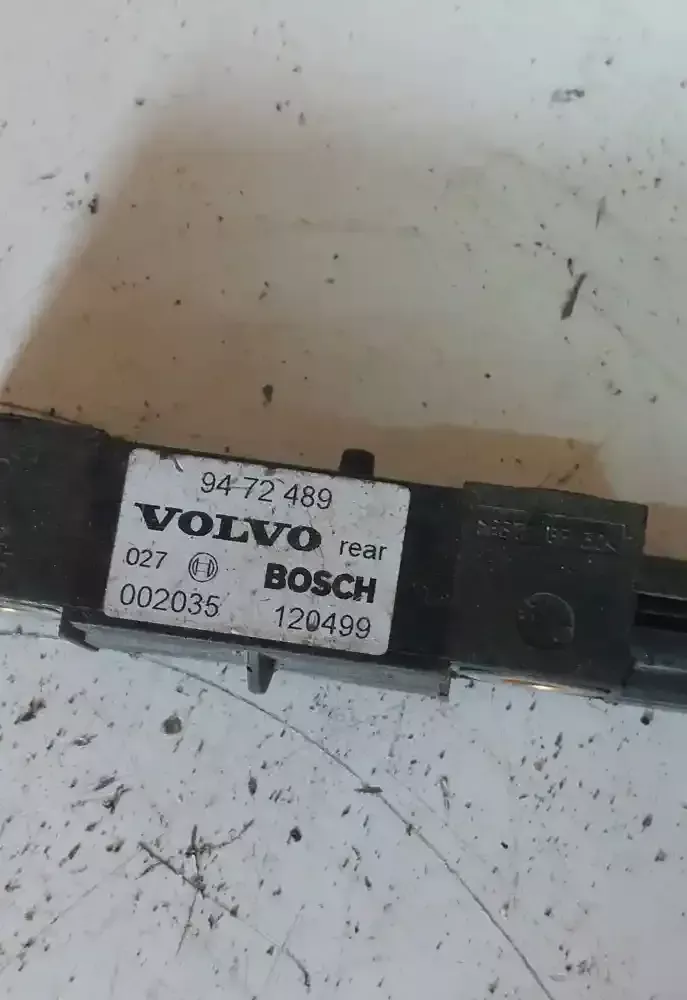 94 72 489
VOLVO rear
027 BOSCH
002035 120499